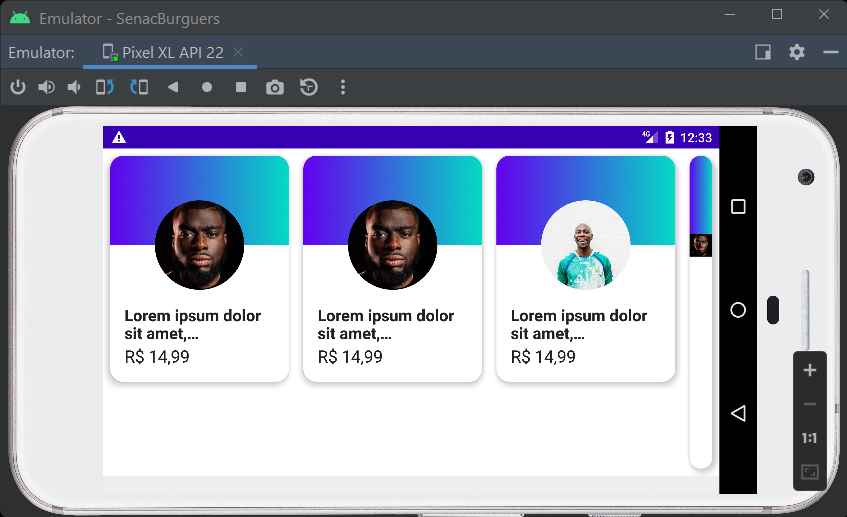 Emulator - SenacBurguers
Emulator:
Pixel XL API 22
4G
12:33
Lorem ipsum dolor
sit amet,...
R$ 14,99
Lorem ipsum dolor
sit amet,...
R$ 14,99
Lorem ipsum dolor
sit amet,...
R$ 14,99
1:1